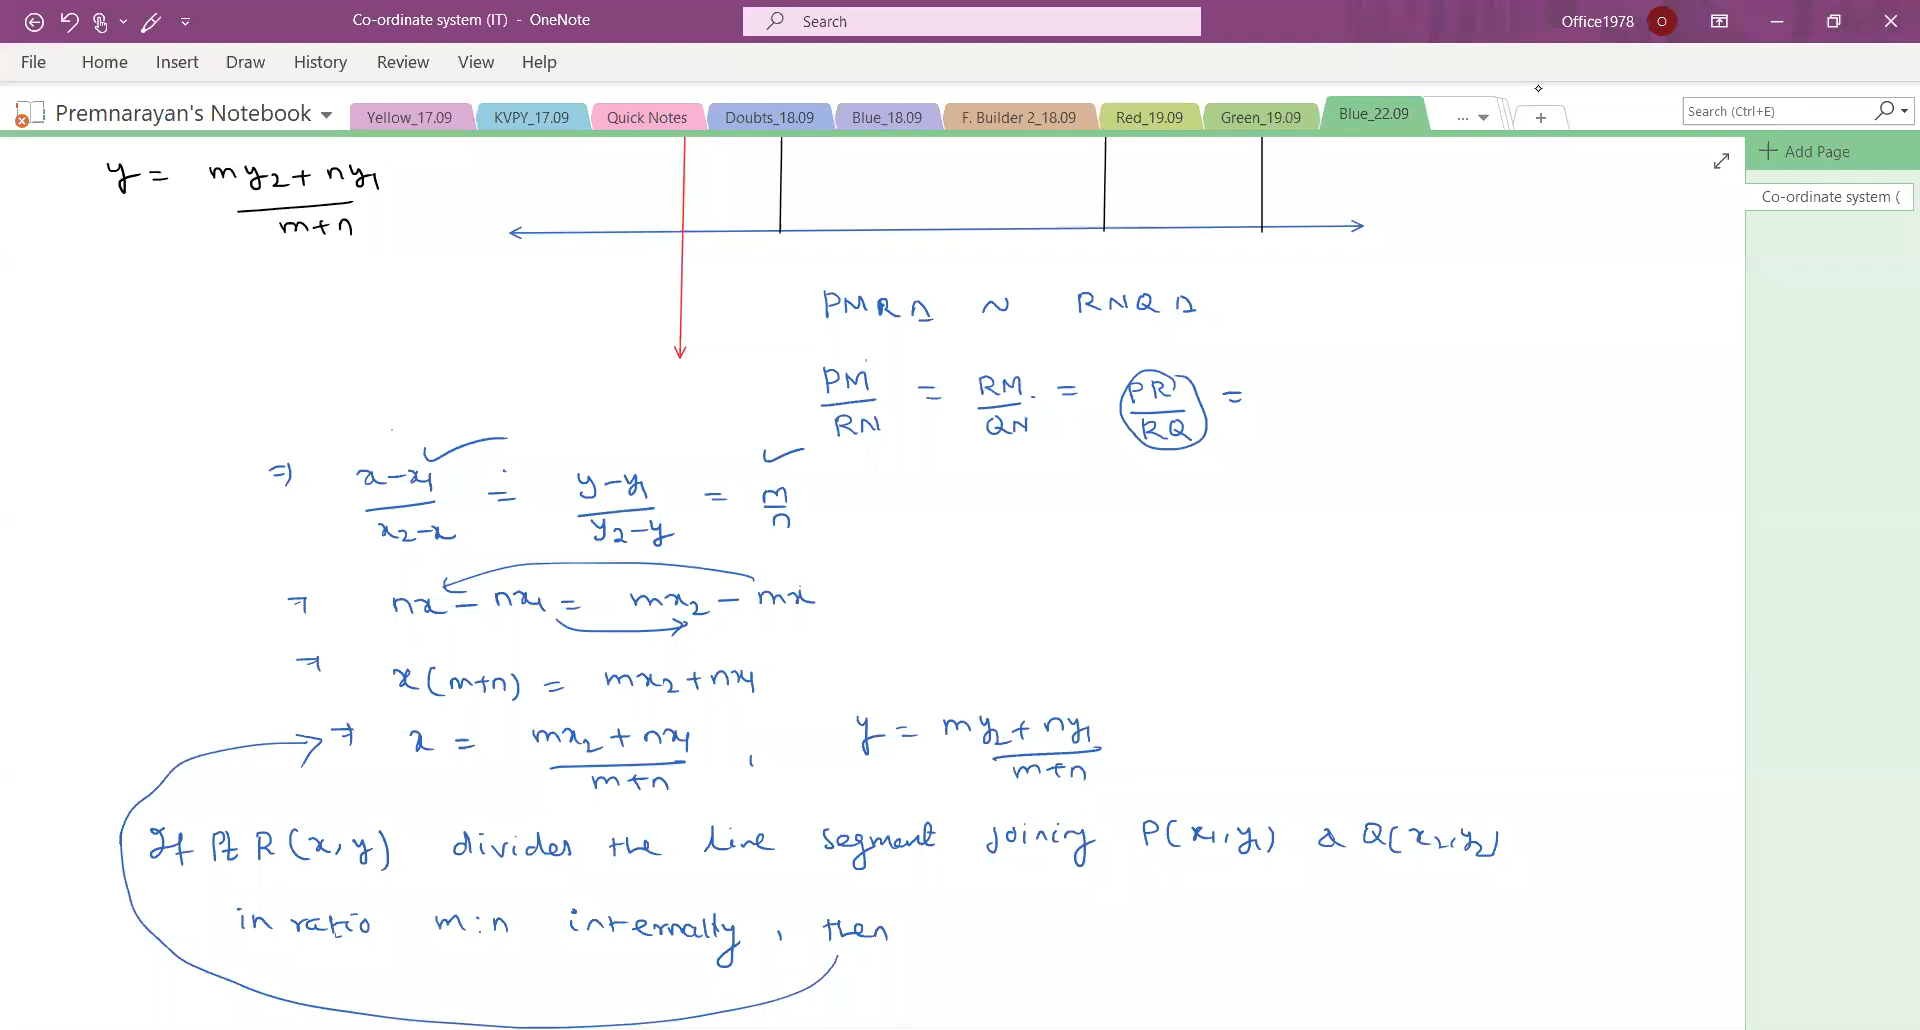 Co-ordinate system (IT) - OneNote
Search
Office1978
O
File Home Insert Draw History Review View Help
Premnarayan's Notebook
Yellow_17.09 KVPY_17.09 Quick Notes Doubts_18.09 Blue_18.09 F. Builder 2_18.09 Red_19.09 Green_19.09 Blue_22.09 ... +
Search (Ctrl+E)
Add Page
Co-ordinate system (
y = my₂ + ny₁
m+n
PMR Δ ~ RNQ Δ
PM/RN = RM/QN = PR/RQ =
⇒ x-x₁/x₂-x = y-y₁/y₂-y = m/n
⇒ nx - nx₁ = mx₂ - mx
⇒ x(m+n) = mx₂+nx₁
⇒ x = mx₂ + nx₁/m+n , y = my₂ + ny₁/m+n
If Pt R(x,y) divides the line segment joining P(x₁,y₁) & Q(x₂,y₂)
in ratio m:n internally, then